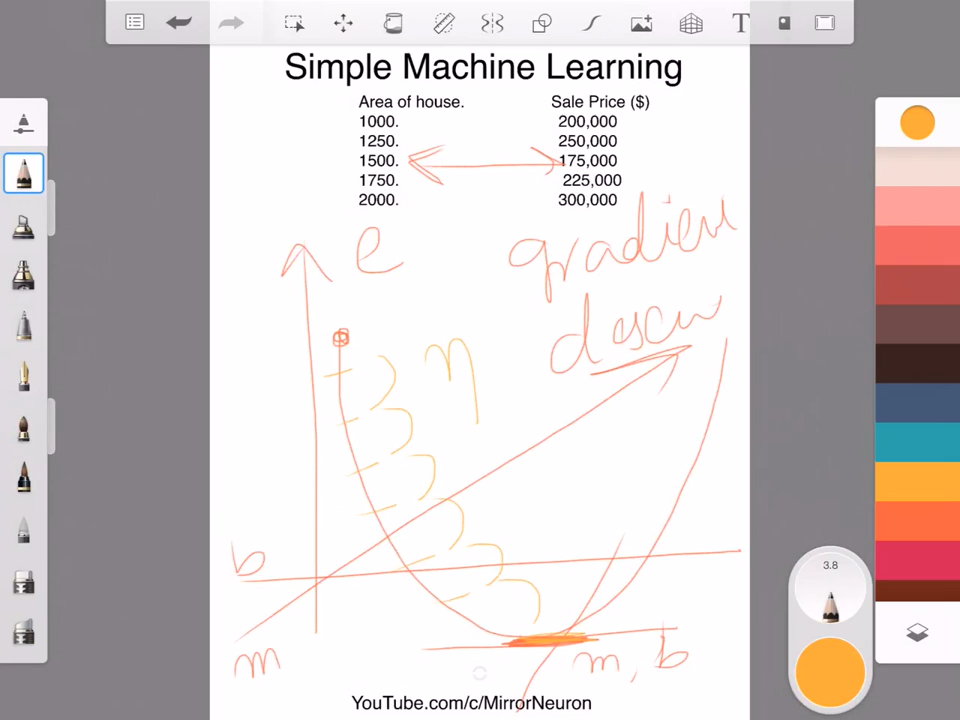 Simple Machine Learning
Area of house. Sale Price ($)
1000. 200,000
1250. 250,000
1500. 175,000
1750. 225,000
2000. 300,000
e
gradien
η
b
m
m, b
YouTube.com/c/MirrorNeuron
3.8
T